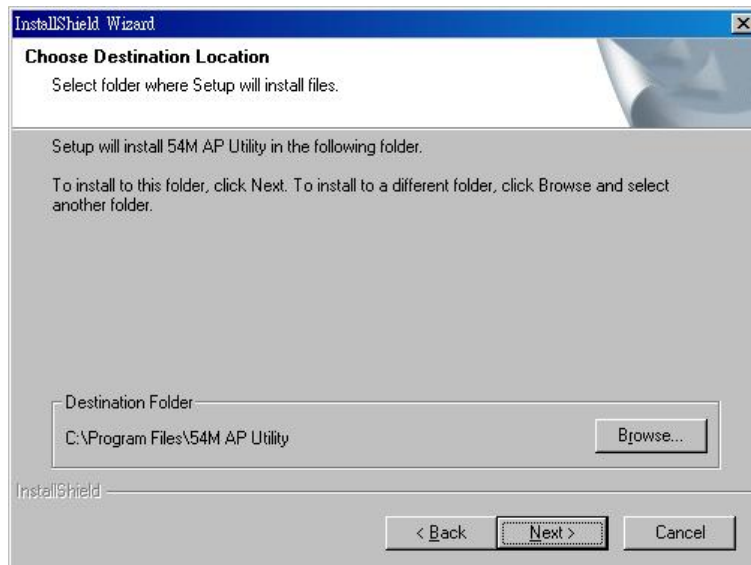 InstallShield Wizard
Choose Destination Location
Select folder where Setup will install files.
Setup will install 54M AP Utility in the following folder.
To install to this folder, click Next. To install to a different folder, click Browse and select
another folder.
Destination Folder
C:\Program Files\54M AP Utility
Browse...
InstallShield
< Back
Next >
Cancel